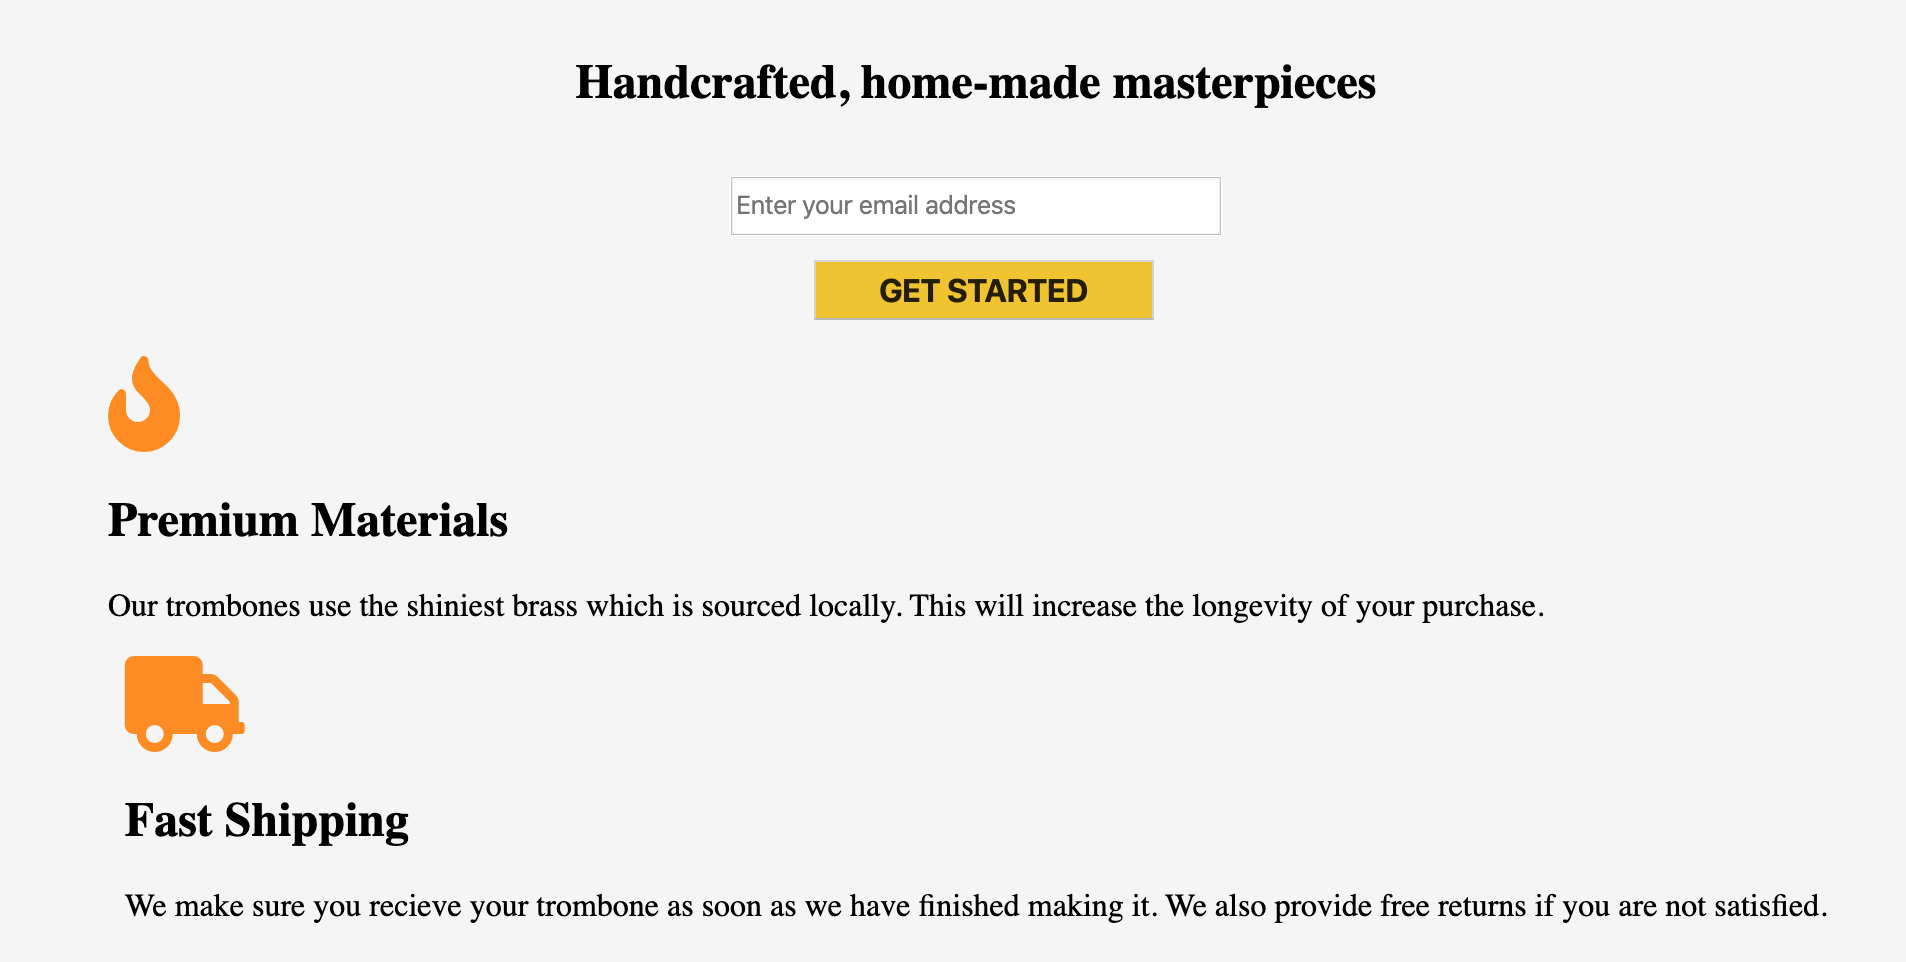 Handcrafted, home-made masterpieces
Enter your email address
GET STARTED
Premium Materials
Our trombones use the shiniest brass which is sourced locally. This will increase the longevity of your purchase.
Fast Shipping
We make sure you recieve your trombone as soon as we have finished making it. We also provide free returns if you are not satisfied.